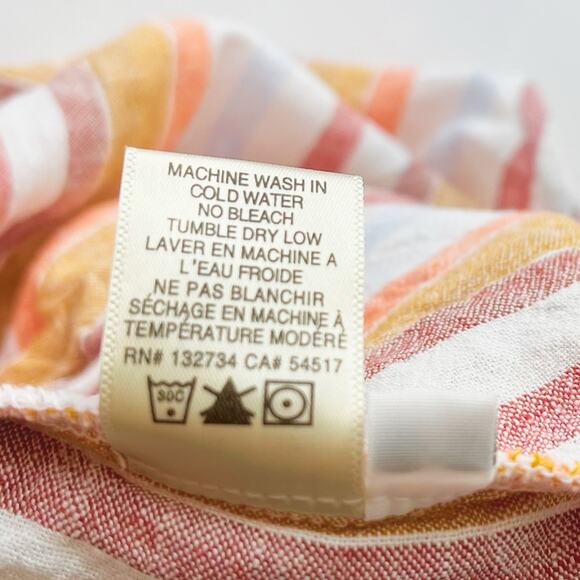 MACHINE WASH IN
COLD WATER
NO BLEACH
TUMBLE DRY LOW
LAVER EN MACHINE A
L'EAU FROIDE
NE PAS BLANCHIR
SÉCHAGE EN MACHINE À
TEMPÉRATURE MODÉRÉ
RN# 132734 CA# 54517
30C